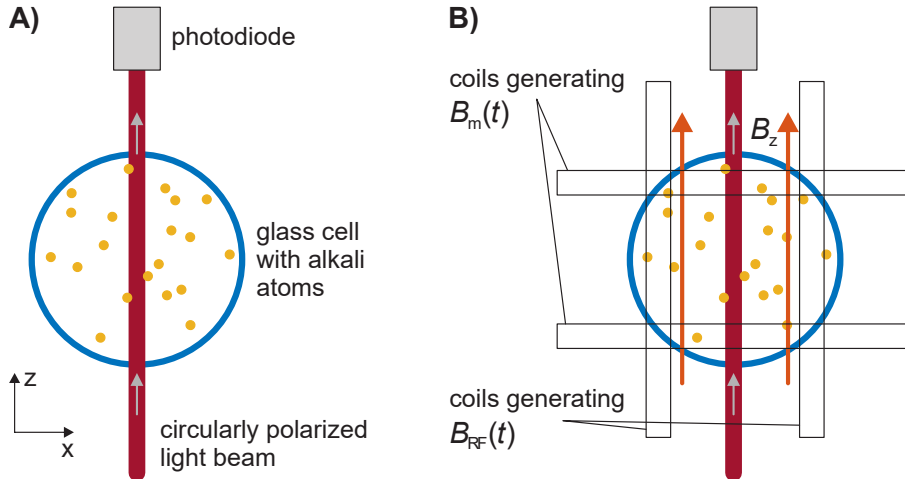 A)
photodiode
glass cell
with alkali
atoms
z
x
circularly polarized
light beam
B)
coils generating
Bm(t)
Bz
coils generating
BRF(t)